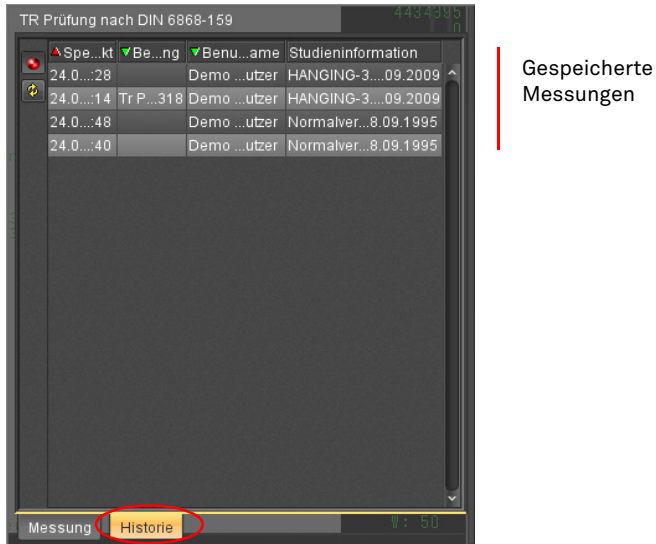 TR Prüfung nach DIN 6868-159
4434395
n
Spe...kt Be...ng Benu...ame Studieninformation
24.0...:28 Demo ...utzer HANGING-3....09.2009
24.0...:14 Tr P...318 Demo ...utzer HANGING-3....09.2009
24.0...:48 Demo ...utzer Normalver...8.09.1995
24.0...:40 Demo ...utzer Normalver...8.09.1995
Messung Historie
W: 50
Gespeicherte
Messungen